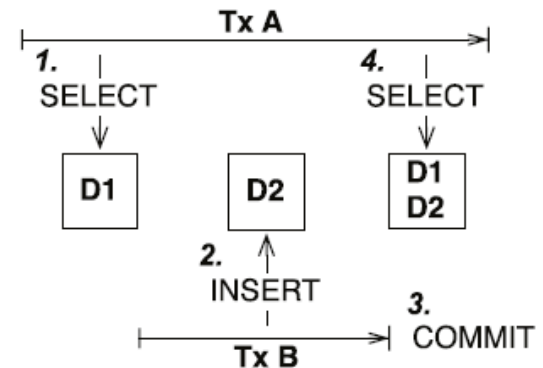 Tx A
1.
4.
SELECT
SELECT
D1
D2
D1
D2
2.
INSERT
3.
COMMIT
Tx B